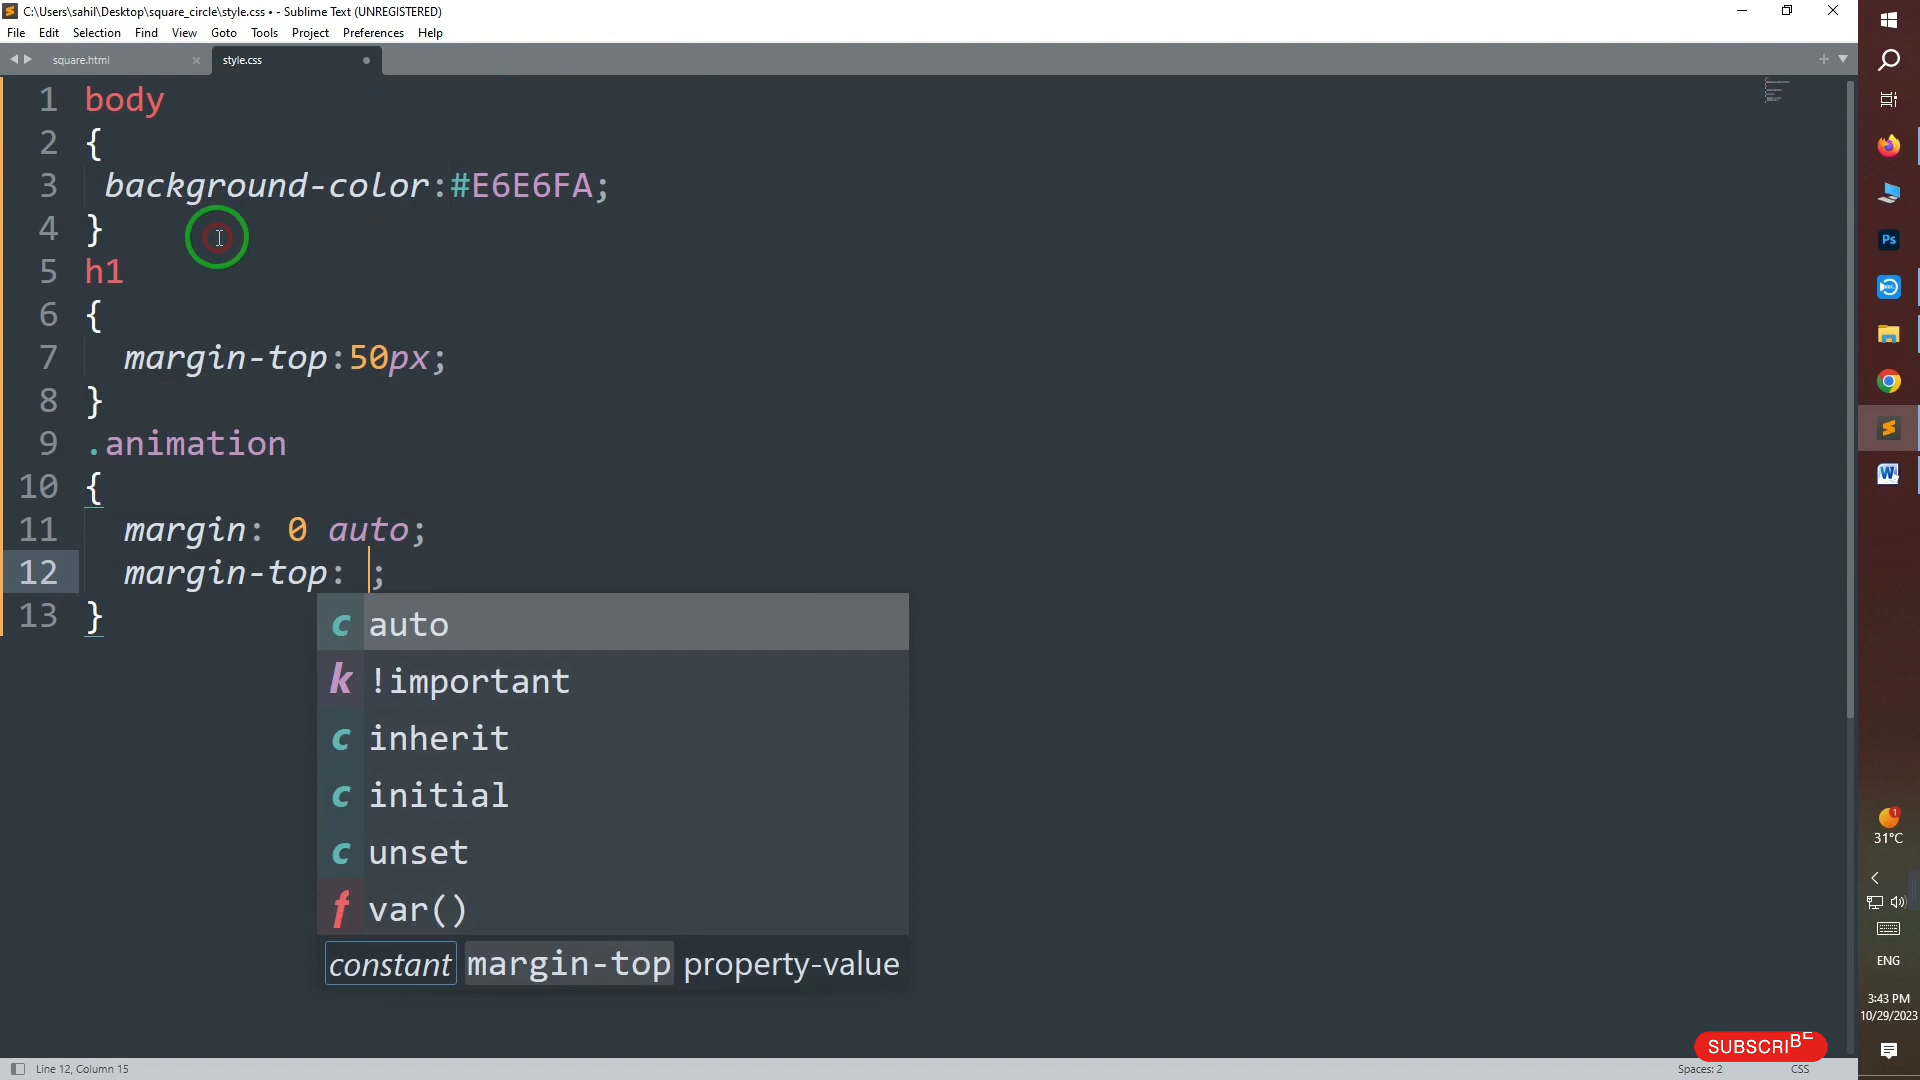 C:\Users\sahil\Desktop\square_circle\style.css • - Sublime Text (UNREGISTERED)
File Edit Selection Find View Goto Tools Project Preferences Help
square.html style.css
1 body
2 {
3 background-color:#E6E6FA;
4 }
5 h1
6 {
7 margin-top:50px;
8 }
9 .animation
10 {
11 margin: 0 auto;
12 margin-top: ;
13 }
c auto
k !important
c inherit
c initial
c unset
f var()
constant margin-top property-value
Ps
REC
S
W
1
31°C
ENG
3:43 PM
10/29/2023
SUBSCRIBE
Line 12, Column 15
Spaces: 2
CSS